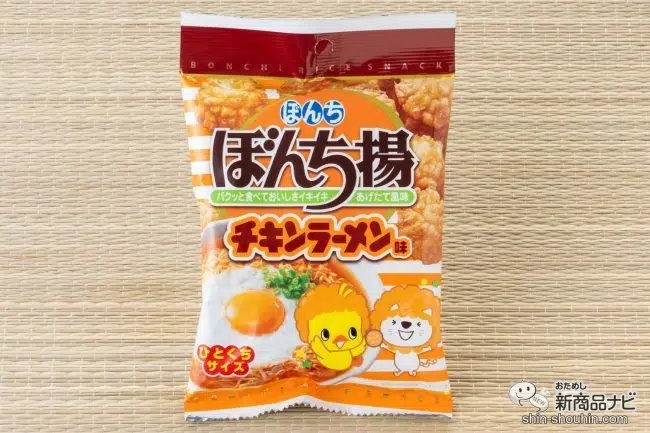 BONCHI RICE SNACK
ぼんち
ぼんち揚
パクッと食べておいしさイキイキ あげたて風味
チキンラーメン味
ひとくち
サイズ
おためし
新商品ナビ
shin-shouhin.com